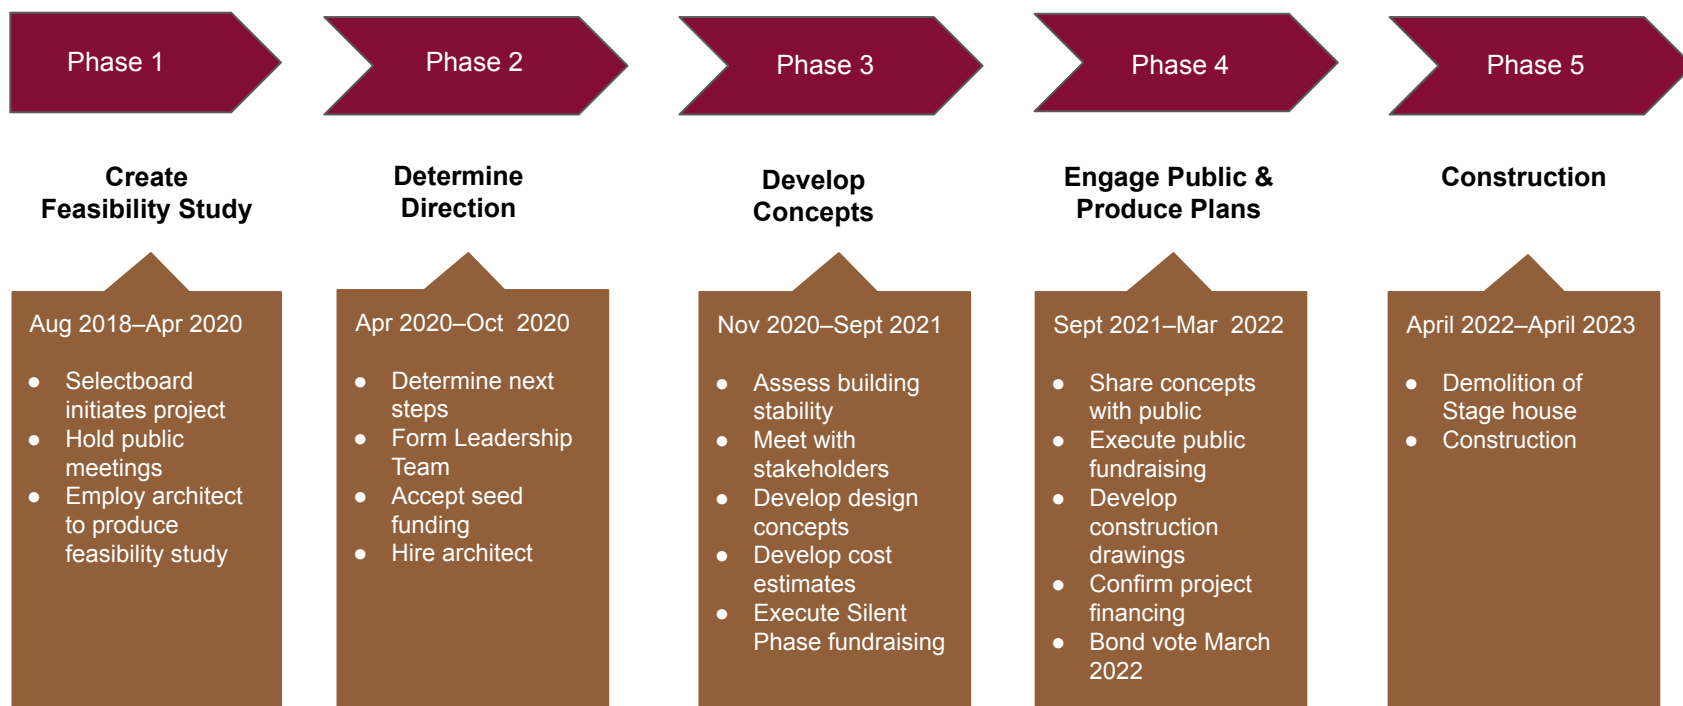 Phase 1
Phase 2
Phase 3
Phase 4
Phase 5
Create
Feasibility Study
Determine
Direction
Develop
Concepts
Engage Public &
Produce Plans
Construction
Aug 2018–Apr 2020
● Selectboard
initiates project
● Hold public
meetings
● Employ architect
to produce
feasibility study
Apr 2020–Oct 2020
● Determine next
steps
● Form Leadership
Team
● Accept seed
funding
● Hire architect
Nov 2020–Sept 2021
● Assess building
stability
● Meet with
stakeholders
● Develop design
concepts
● Develop cost
estimates
● Execute Silent
Phase fundraising
Sept 2021–Mar 2022
● Share concepts
with public
● Execute public
fundraising
● Develop
construction
drawings
● Confirm project
financing
● Bond vote March
2022
April 2022–April 2023
● Demolition of
Stage house
● Construction